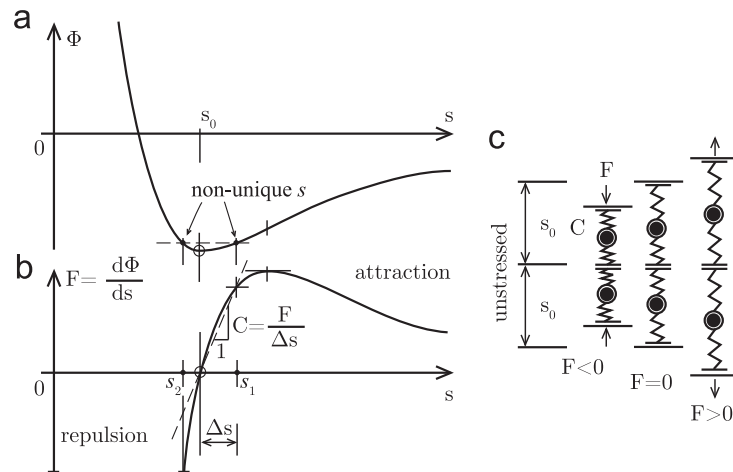 a
Φ
s₀
s
0
non-unique s
b
F = dΦ/ds
attraction
C = F/Δs
1
0
s₂
s₁
s
repulsion
Δs
c
unstressed
s₀
s₀
F
C
F<0
F=0
F>0